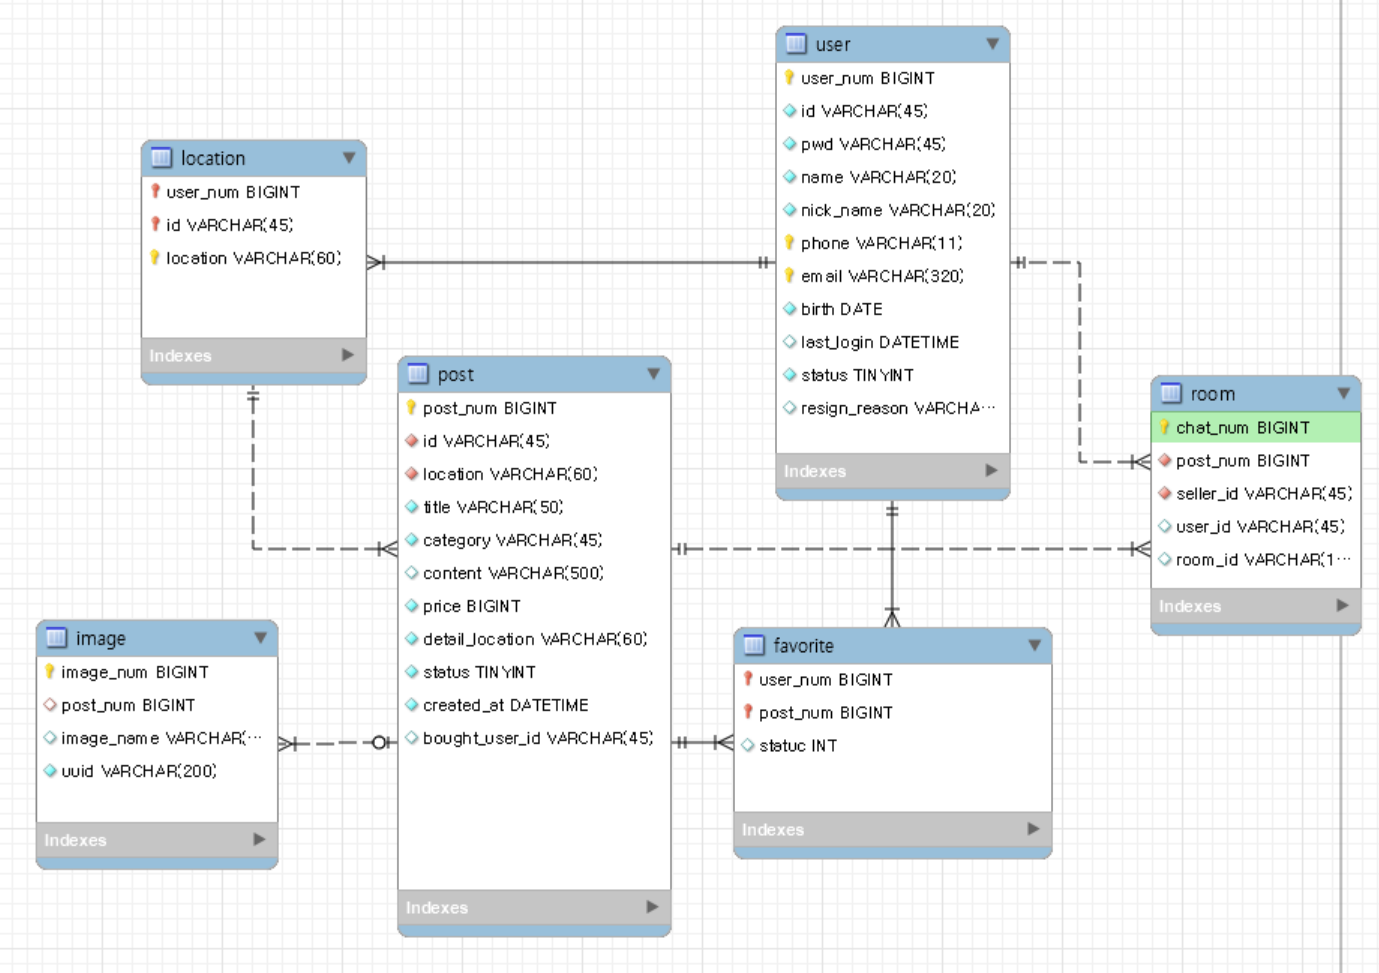 user
user_num BIGINT
id VARCHAR(45)
pwd VARCHAR(45)
name VARCHAR(20)
nick_name VARCHAR(20)
phone VARCHAR(11)
email VARCHAR(320)
birth DATE
last_login DATETIME
status TINYINT
resign_reason VARCHA...
Indexes
location
user_num BIGINT
id VARCHAR(45)
location VARCHAR(60)
Indexes
post
post_num BIGINT
id VARCHAR(45)
location VARCHAR(60)
title VARCHAR(50)
category VARCHAR(45)
content VARCHAR(500)
price BIGINT
detail_location VARCHAR(60)
status TINYINT
created_at DATETIME
bought_user_id VARCHAR(45)
Indexes
room
chat_num BIGINT
post_num BIGINT
seller_id VARCHAR(45)
user_id VARCHAR(45)
room_id VARCHAR(1...
Indexes
image
image_num BIGINT
post_num BIGINT
image_name VARCHAR(...
uuid VARCHAR(200)
Indexes
favorite
user_num BIGINT
post_num BIGINT
statuc INT
Indexes